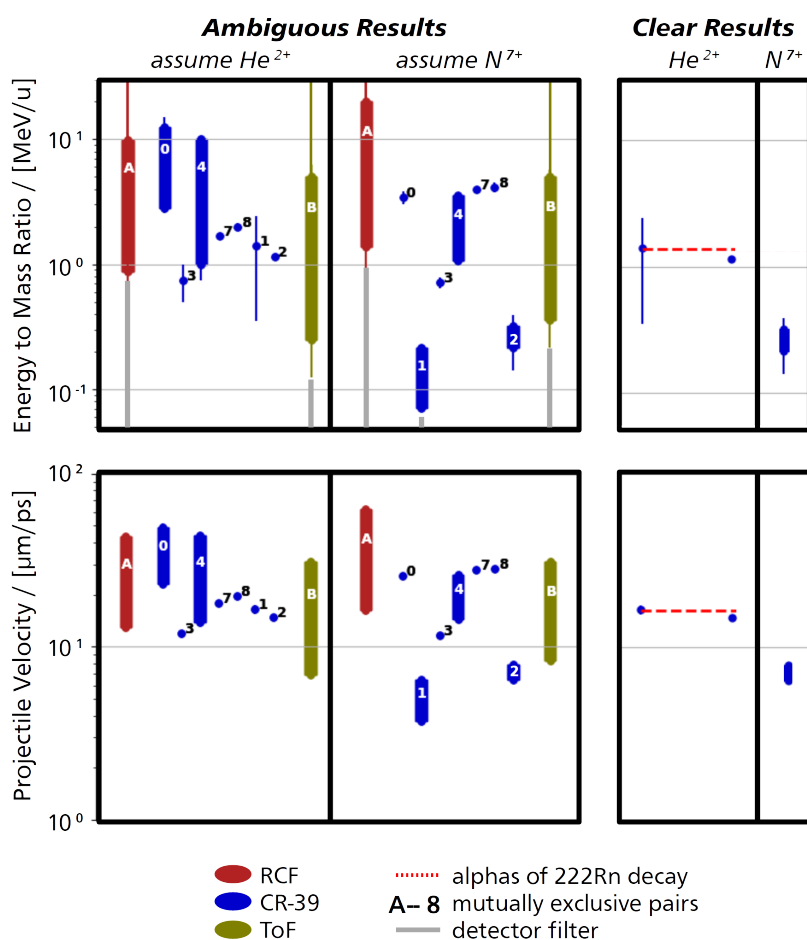 Ambiguous Results Clear Results
assume He 2+ assume N 7+ He 2+ N 7+
Energy to Mass Ratio / [MeV/u]
10 1
10 0
10 -1
A 0 4 3 7 8 1 2 B
A 0 1 3 4 7 8 2 B
Projectile Velocity / [μm/ps]
10 2
10 1
10 0
A 0 3 4 7 8 1 2 B
A 0 1 3 4 7 8 2 B
RCF alphas of 222Rn decay
CR-39 A-- 8 mutually exclusive pairs
ToF detector filter